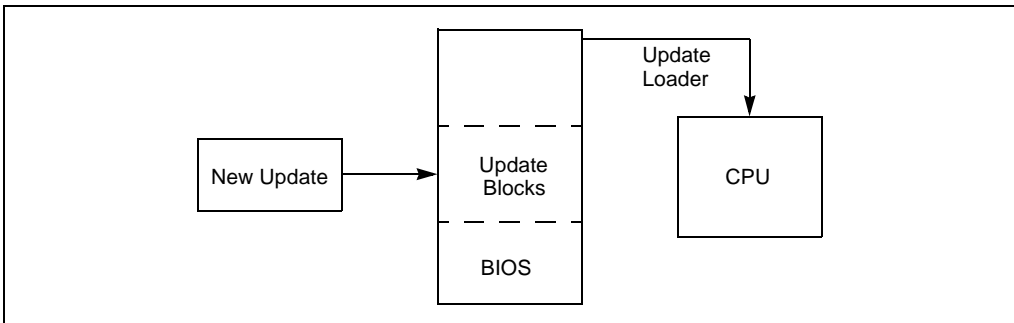 Update
Loader
New Update
Update
Blocks
CPU
BIOS